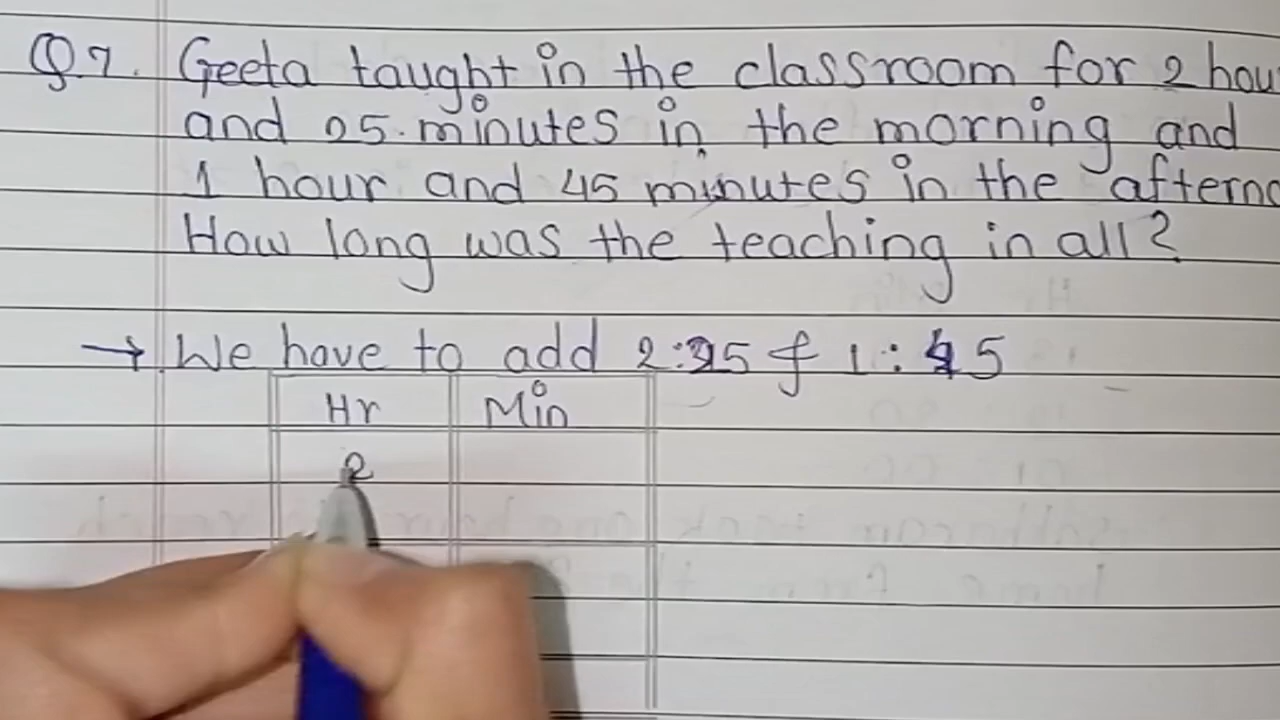 Q7. Geeta taught in the classroom for 2 hou
and 25 minutes in the morning and
1 hour and 45 minutes in the afterno
How long was the teaching in all?
→ We have to add 2:25 & 1:45
Hr Min
2